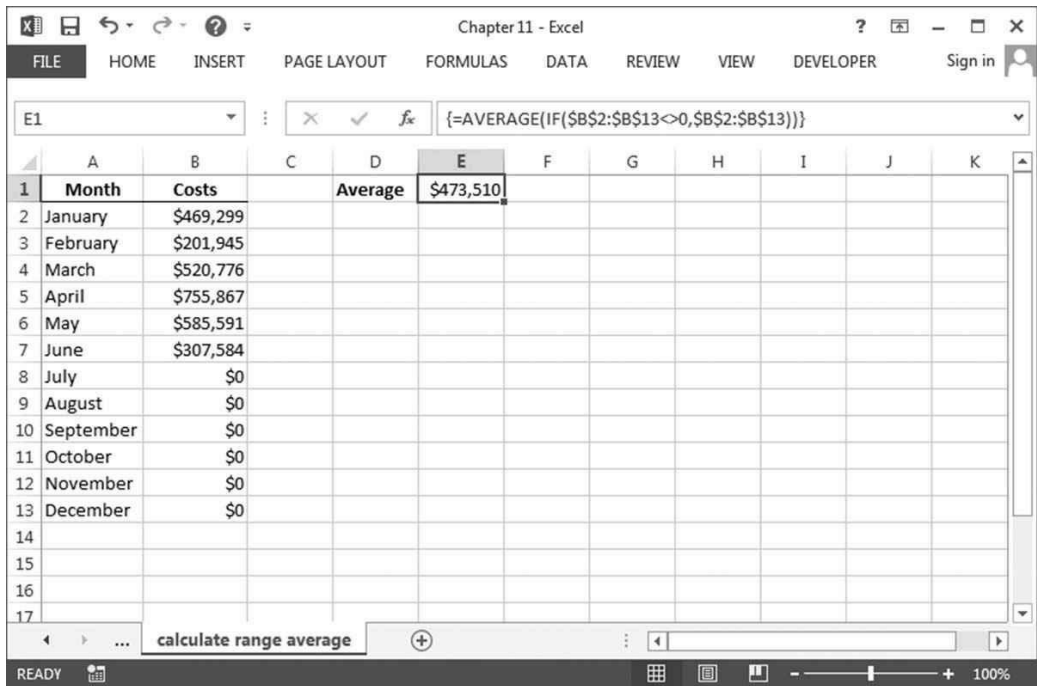 Chapter 11 - Excel
FILE HOME INSERT PAGE LAYOUT FORMULAS DATA REVIEW VIEW DEVELOPER Sign in
E1 fx {=AVERAGE(IF($B$2:$B$13<>0,$B$2:$B$13))}
A B C D E F G H I J K
1 Month Costs Average $473,510
2 January $469,299
3 February $201,945
4 March $520,776
5 April $755,867
6 May $585,591
7 June $307,584
8 July $0
9 August $0
10 September $0
11 October $0
12 November $0
13 December $0
14
15
16
17
... calculate range average
READY 100%